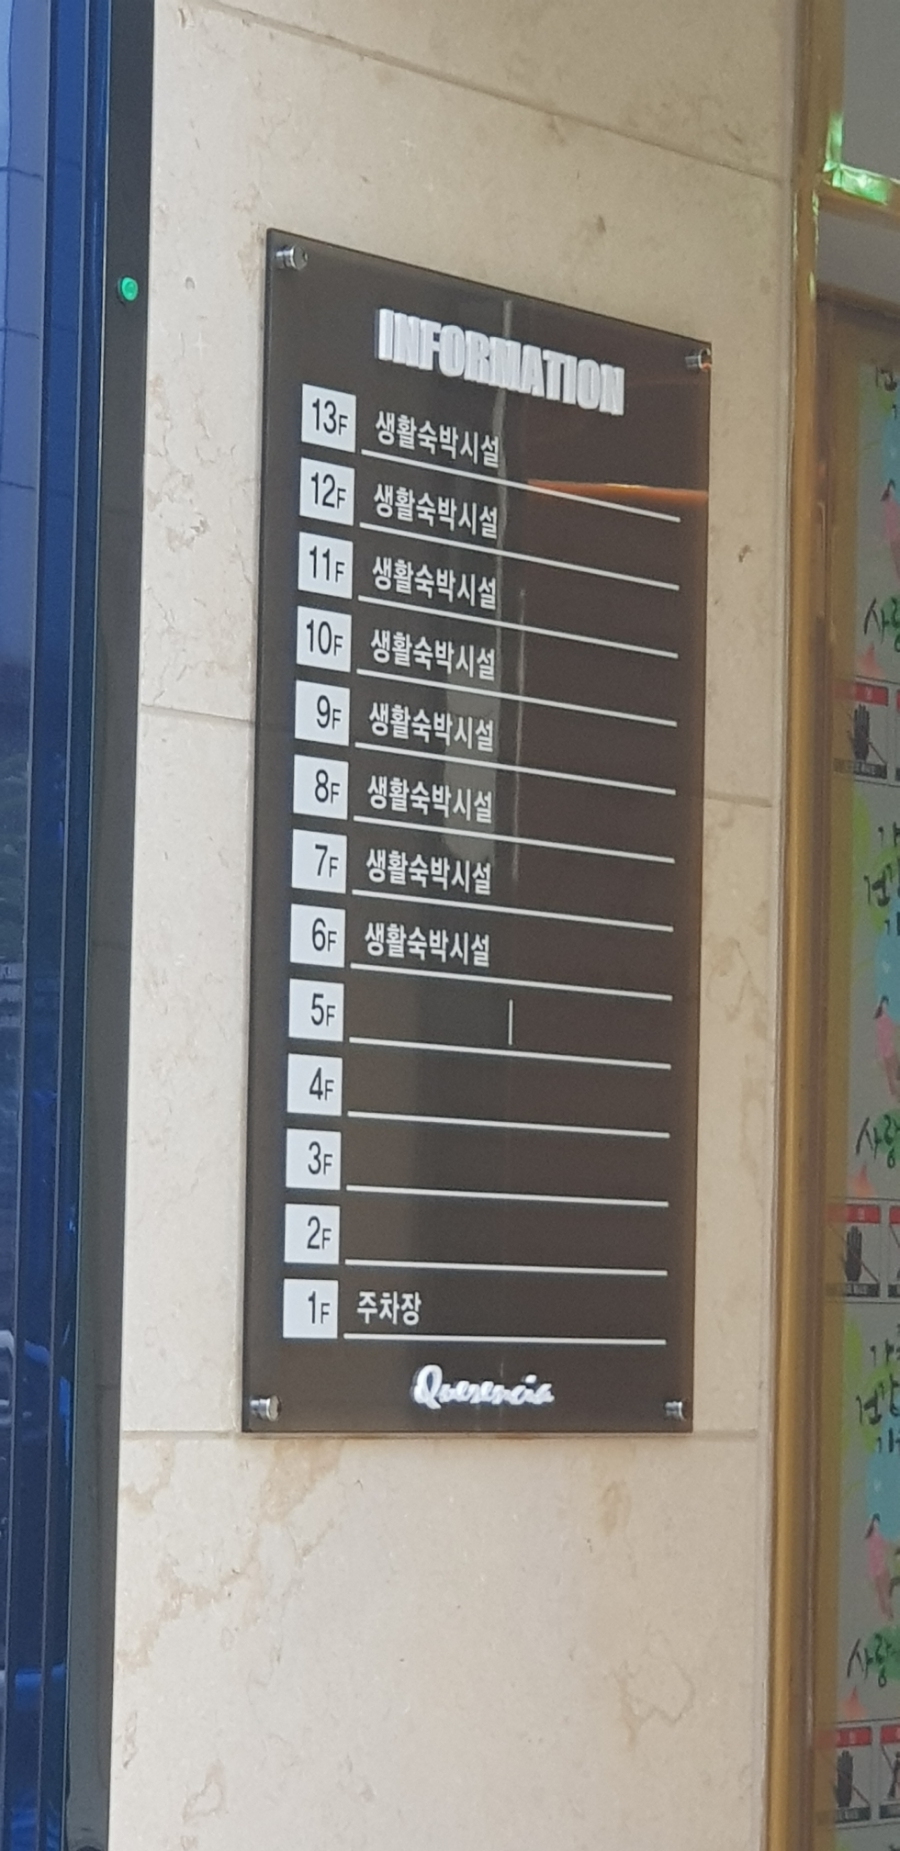 INFORMATION
13F 생활숙박시설
12F 생활숙박시설
11F 생활숙박시설
10F 생활숙박시설
9F 생활숙박시설
8F 생활숙박시설
7F 생활숙박시설
6F 생활숙박시설
5F
4F
3F
2F
1F 주차장
Querencia